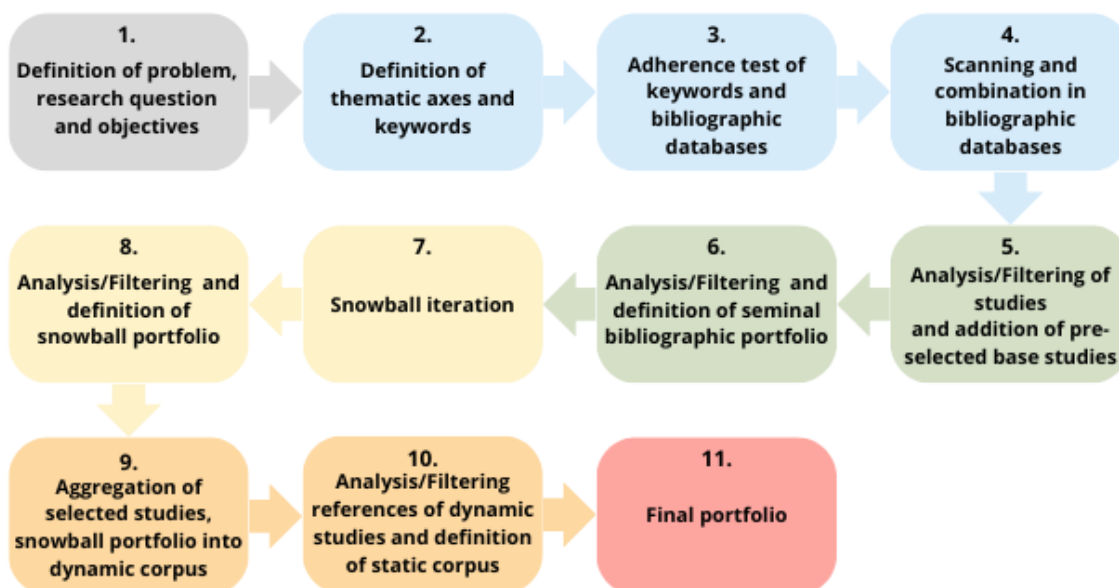 1.
Definition of problem,
research question
and objectives
2.
Definition of
thematic axes and
keywords
3.
Adherence test of
keywords and
bibliographic
databases
4.
Scanning and
combination in
bibliographic
databases
5.
Analysis/Filtering of
studies
and addition of pre-
selected base studies
6.
Analysis/Filtering and
definition of seminal
bibliographic portfolio
7.
Snowball iteration
8.
Analysis/Filtering and
definition of
snowball portfolio
9.
Aggregation of
selected studies,
snowball portfolio into
dynamic corpus
10.
Analysis/Filtering
references of dynamic
studies and definition
of static corpus
11.
Final portfolio